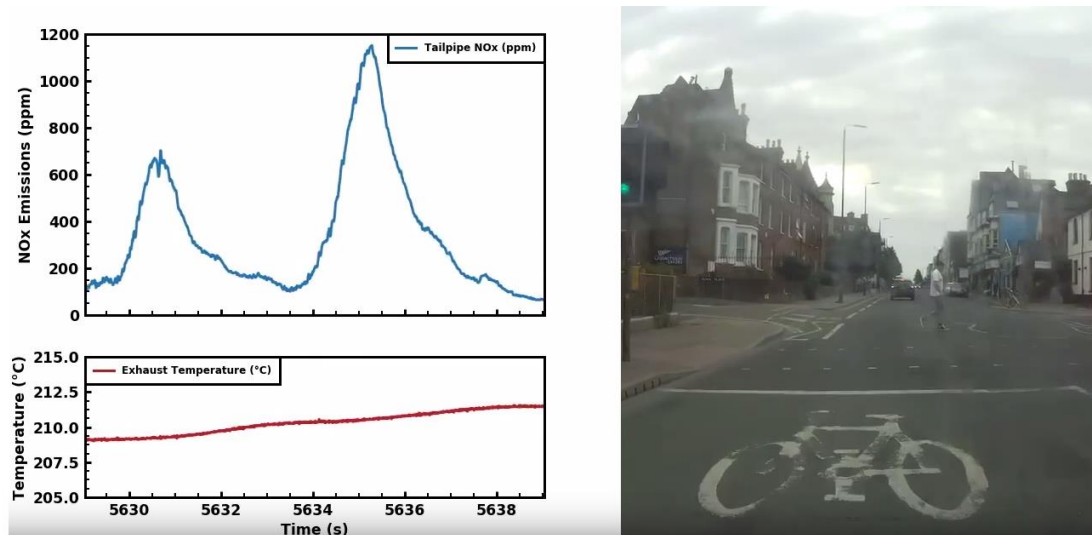 1200
1000
800
600
400
200
0
NOx Emissions (ppm)
Tailpipe NOx (ppm)
215.0
212.5
210.0
207.5
205.0
Temperature (°C)
Exhaust Temperature (°C)
5630 5632 5634 5636 5638
Time (s)